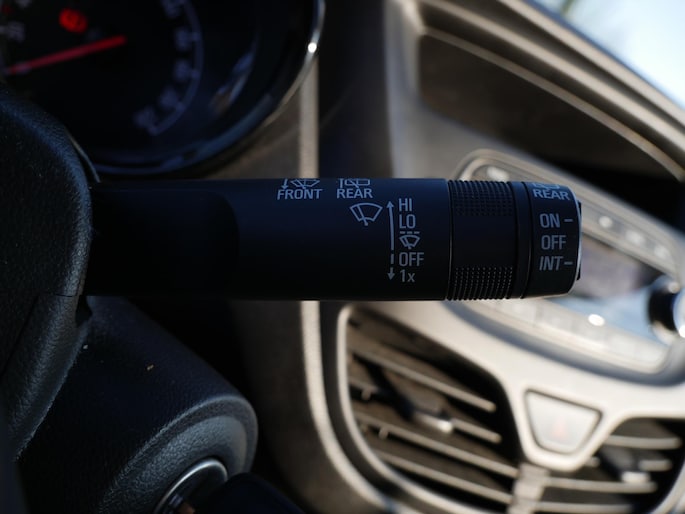 FRONT
REAR
HI
LO
OFF
1x
REAR
ON
OFF
INT